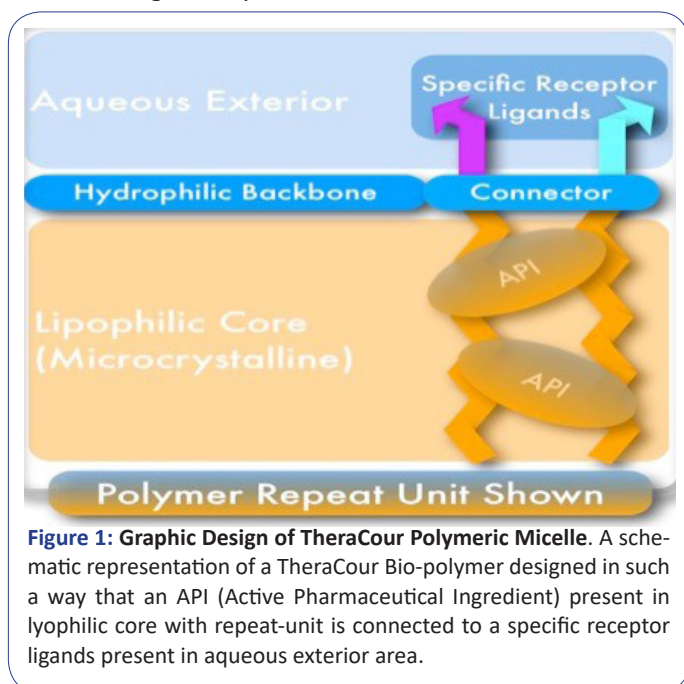 Aqueous Exterior
Specific Receptor
Ligands
Hydrophilic Backbone
Connector
API
Lipophilic Core
(Microcrystalline)
API
Polymer Repeat Unit Shown
Figure 1: Graphic Design of TheraCour Polymeric Micelle. A sche-
matic representation of a TheraCour Bio-polymer designed in such
a way that an API (Active Pharmaceutical Ingredient) present in
lyophilic core with repeat-unit is connected to a specific receptor
ligands present in aqueous exterior area.